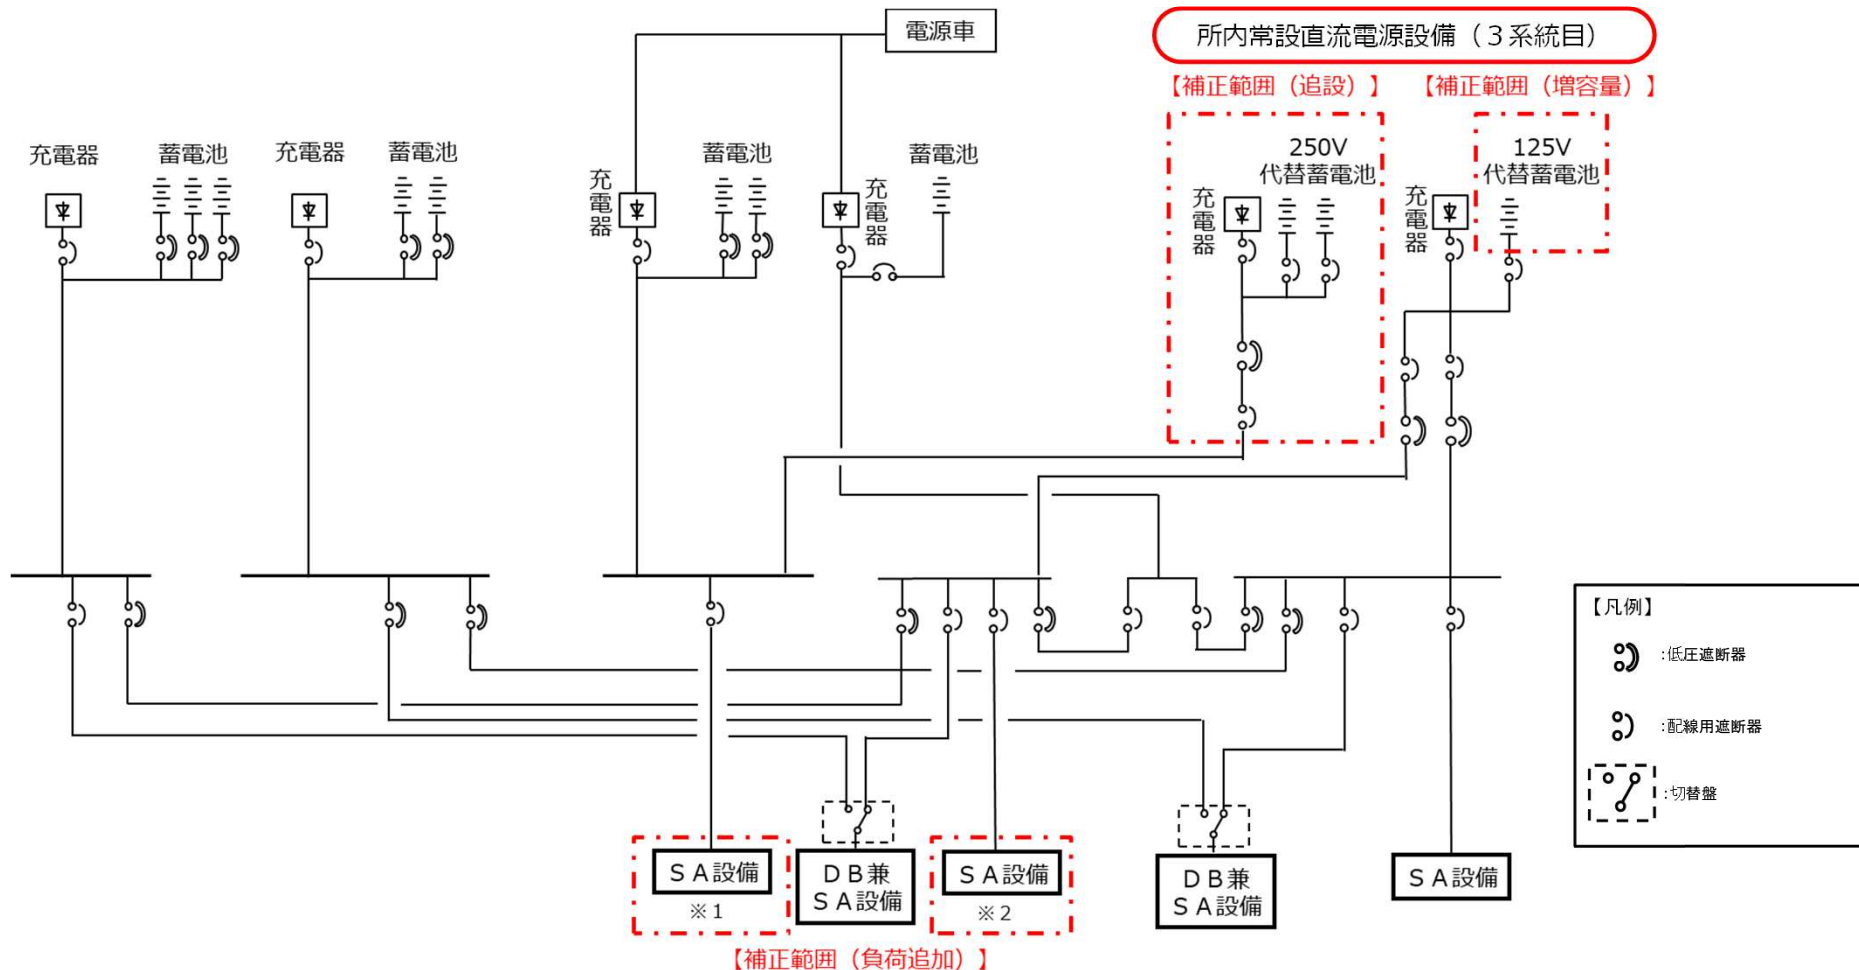 電源車
所内常設直流電源設備（３系統目）
【補正範囲（追設）】
【補正範囲（増容量）】
充電器
蓄電池
充電器
蓄電池
充電器
蓄電池
充電器
蓄電池
充電器
250V
代替蓄電池
充電器
125V
代替蓄電池
【凡例】
:低圧遮断器
:配線用遮断器
:切替盤
ＳＡ設備
※１
ＤＢ兼
ＳＡ設備
ＳＡ設備
※２
ＤＢ兼
ＳＡ設備
ＳＡ設備
【補正範囲（負荷追加）】